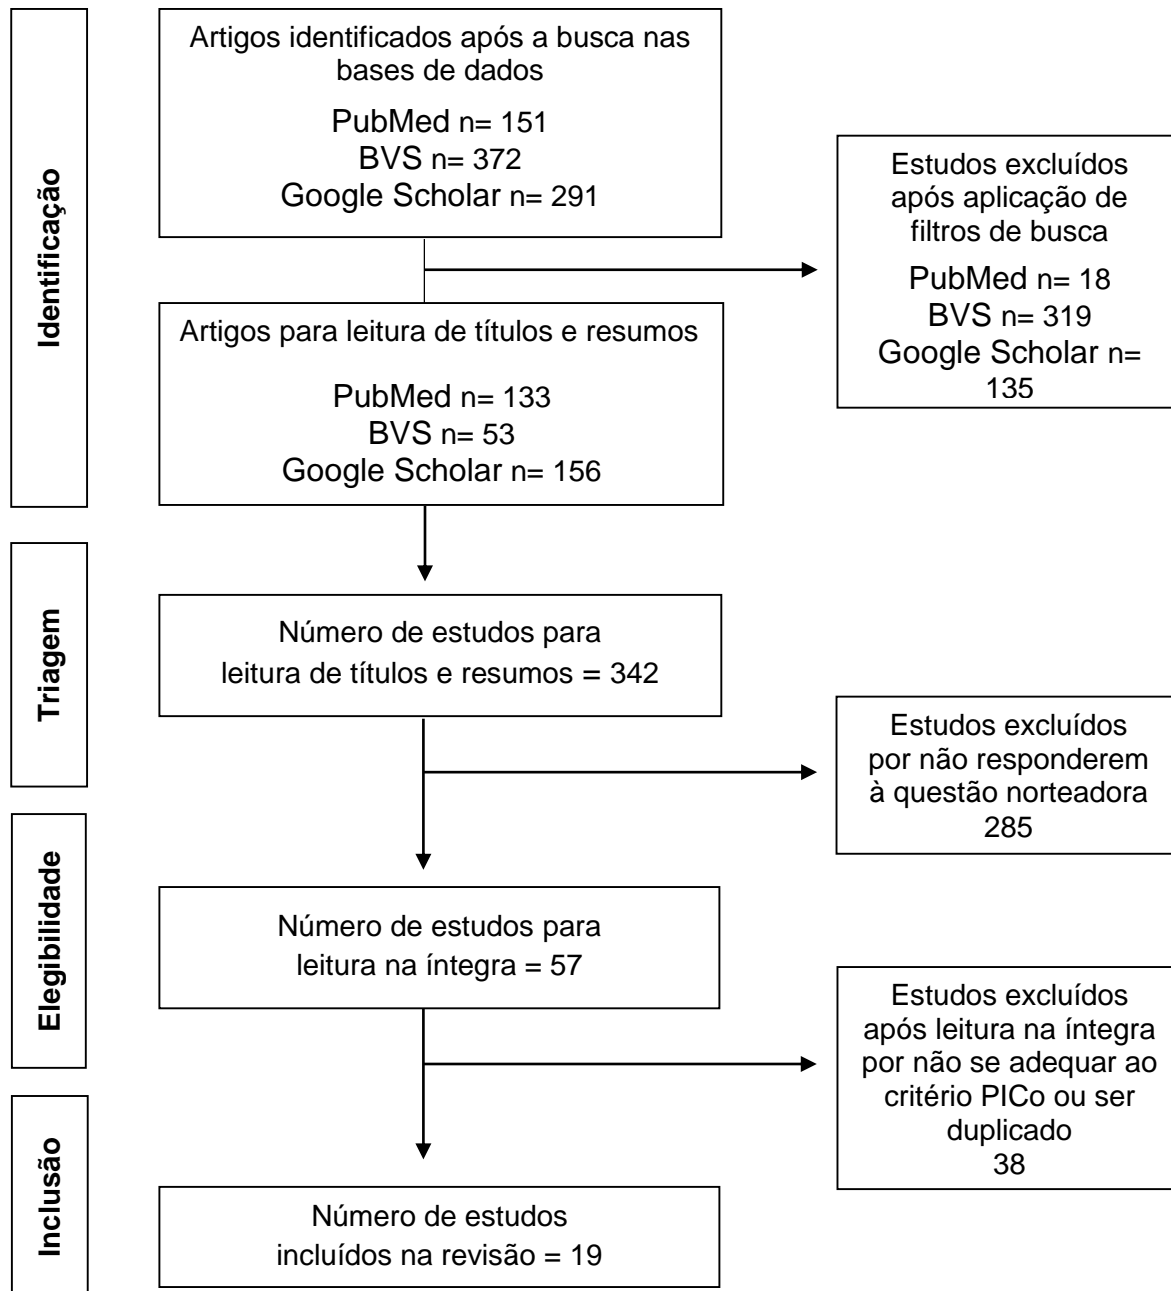 Identificação
Artigos identificados após a busca nas
bases de dados
PubMed n= 151
BVS n= 372
Google Scholar n= 291
Estudos excluídos
após aplicação de
filtros de busca
PubMed n= 18
BVS n= 319
Google Scholar n=
135
Artigos para leitura de títulos e resumos
PubMed n= 133
BVS n= 53
Google Scholar n= 156
Triagem
Número de estudos para
leitura de títulos e resumos = 342
Estudos excluídos
por não responderem
à questão norteadora
285
Elegibilidade
Número de estudos para
leitura na íntegra = 57
Estudos excluídos
após leitura na íntegra
por não se adequar ao
critério PICo ou ser
duplicado
38
Inclusão
Número de estudos
incluídos na revisão = 19